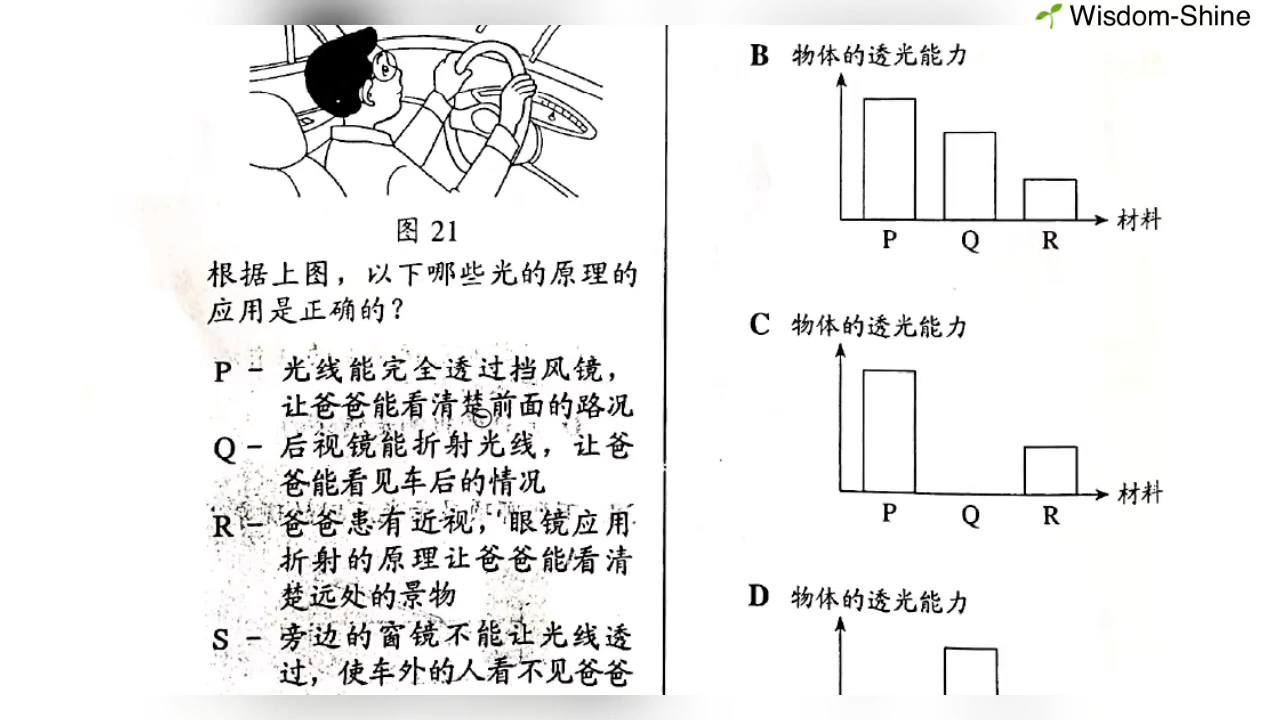 Wisdom-Shine
图 21
根据上图，以下哪些光的原理的
应用是正确的？
P – 光线能完全透过挡风镜，
让爸爸能看清楚前面的路况
Q – 后视镜能折射光线，让爸
爸能看见车后的情况
R – 爸爸患有近视，眼镜应用
折射的原理让爸爸能看清
楚远处的景物
S – 旁边的窗镜不能让光线透
过，使车外的人看不见爸爸
B 物体的透光能力
材料
P Q R
C 物体的透光能力
材料
P Q R
D 物体的透光能力